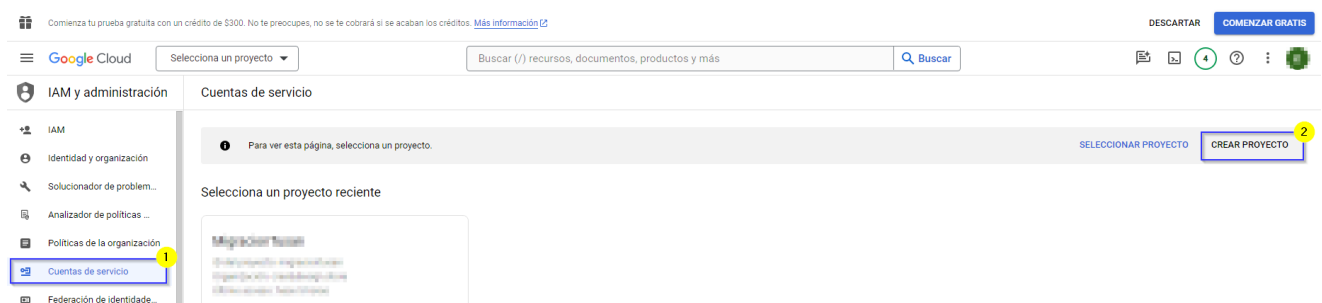 Comienza tu prueba gratuita con un crédito de $300. No te preocupes, no se te cobrará si se acaban los créditos. Más información
DESCARTAR
COMENZAR GRATIS
Google Cloud
Selecciona un proyecto
Buscar (/) recursos, documentos, productos y más
Buscar
4
IAM y administración
Cuentas de servicio
IAM
Identidad y organización
Solucionador de problem...
Analizador de políticas ...
Políticas de la organización
1
Cuentas de servicio
Federación de identidade...
Para ver esta página, selecciona un proyecto.
SELECCIONAR PROYECTO
CREAR PROYECTO
2
Selecciona un proyecto reciente